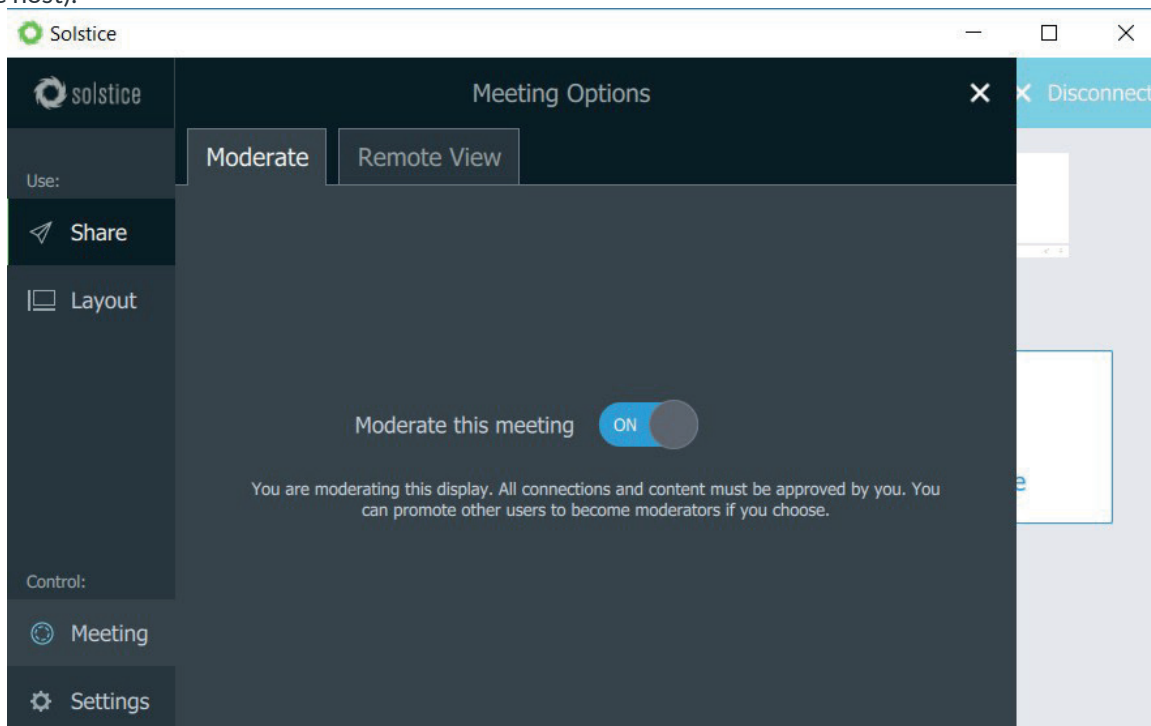 host).
Solstice
solstice
Meeting Options
Disconnect
Moderate
Remote View
Use:
Share
Layout
Moderate this meeting
ON
You are moderating this display. All connections and content must be approved by you. You
can promote other users to become moderators if you choose.
e
Control:
Meeting
Settings